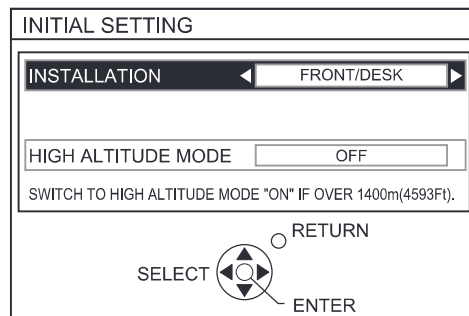 INITIAL SETTING
INSTALLATION FRONT/DESK
HIGH ALTITUDE MODE OFF
SWITCH TO HIGH ALTITUDE MODE "ON" IF OVER 1400m(4593Ft).
RETURN
SELECT
ENTER